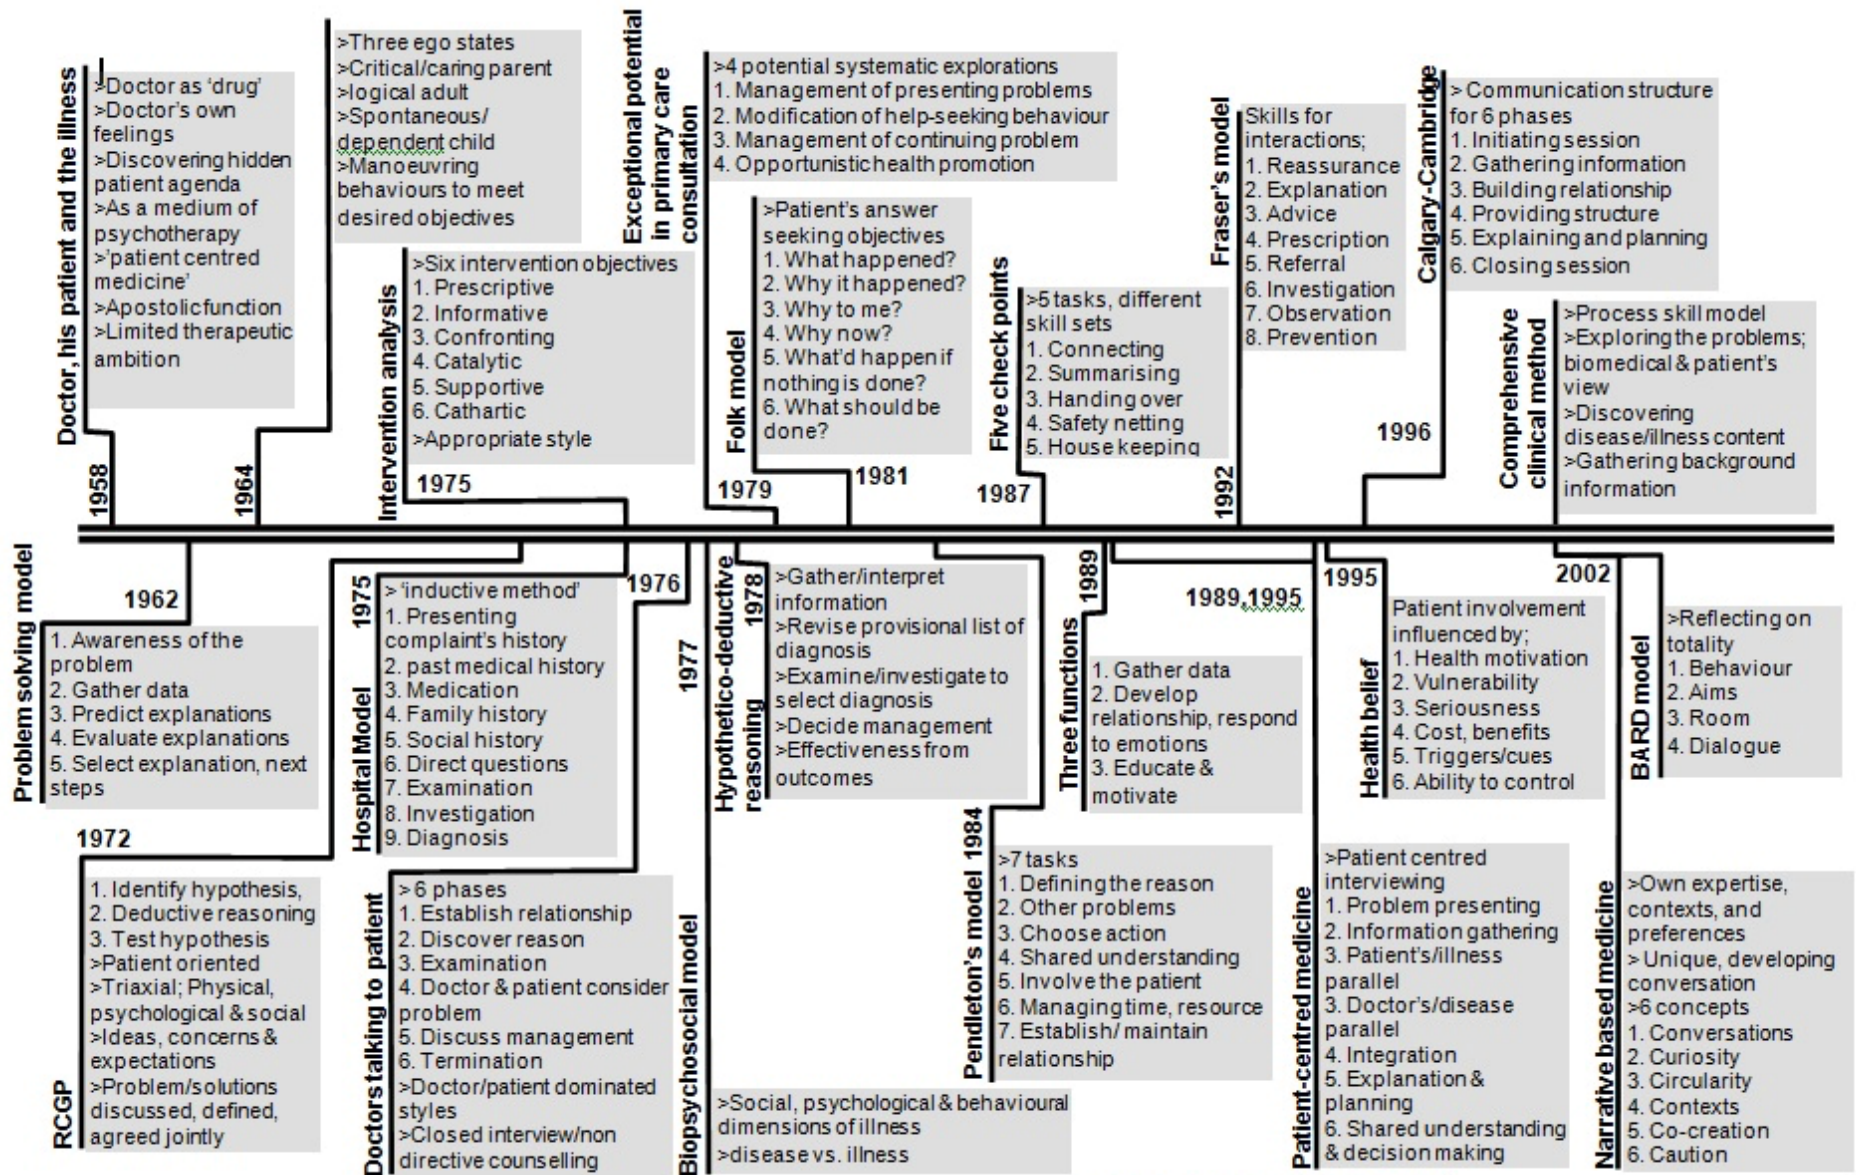 Doctor, his patient and the illness
1958
>Doctor as ‘drug’
>Doctor’s own
feelings
>Discovering hidden
patient agenda
>As a medium of
psychotherapy
>’patient centred
medicine’
>Apostolic function
>Limited therapeutic
ambition
1964
>Three ego states
>Critical/caring parent
>logical adult
>Spontaneous/
dependent child
>Manoeuvring
behaviours to meet
desired objectives
Intervention analysis
1975
>Six intervention objectives
1. Prescriptive
2. Informative
3. Confronting
4. Catalytic
5. Supportive
6. Cathartic
>Appropriate style
Exceptional potential
in primary care
consultation
1979
>4 potential systematic explorations
1. Management of presenting problems
2. Modification of help-seeking behaviour
3. Management of continuing problem
4. Opportunistic health promotion
Folk model
1981
>Patient’s answer
seeking objectives
1. What happened?
2. Why it happened?
3. Why to me?
4. Why now?
5. What’d happen if
nothing is done?
6. What should be
done?
Five check points
1987
>5 tasks, different
skill sets
1. Connecting
2. Summarising
3. Handing over
4. Safety netting
5. House keeping
Fraser’s model
1992
Skills for
interactions;
1. Reassurance
2. Explanation
3. Advice
4. Prescription
5. Referral
6. Investigation
7. Observation
8. Prevention
Calgary-Cambridge
1996
> Communication structure
for 6 phases
1. Initiating session
2. Gathering information
3. Building relationship
4. Providing structure
5. Explaining and planning
6. Closing session
Comprehensive
clinical method
>Process skill model
>Exploring the problems;
biomedical & patient’s
view
>Discovering
disease/illness content
>Gathering background
information
Problem solving model
1962
1. Awareness of the
problem
2. Gather data
3. Predict explanations
4. Evaluate explanations
5. Select explanation, next
steps
RCGP
1972
1. Identify hypothesis,
2. Deductive reasoning
3. Test hypothesis
>Patient oriented
>Triaxial; Physical,
psychological & social
>Ideas, concerns &
expectations
>Problem/solutions
discussed, defined,
agreed jointly
Hospital Model
1975
> ‘inductive method’
1. Presenting
complaint’s history
2. past medical history
3. Medication
4. Family history
5. Social history
6. Direct questions
7. Examination
8. Investigation
9. Diagnosis
Doctors talking to patient
1976
>6 phases
1. Establish relationship
2. Discover reason
3. Examination
4. Doctor & patient consider
problem
5. Discuss management
6. Termination
>Doctor/patient dominated
styles
>Closed interview/non
directive counselling
Biopsychosocial model
1977
>Social, psychological & behavioural
dimensions of illness
>disease vs. illness
Hypothetico-deductive
reasoning
1978
>Gather/interpret
information
>Revise provisional list of
diagnosis
>Examine/investigate to
select diagnosis
>Decide management
>Effectiveness from
outcomes
Pendleton’s model 1984
>7 tasks
1. Defining the reason
2. Other problems
3. Choose action
4. Shared understanding
5. Involve the patient
6. Managing time, resource
7. Establish/ maintain
relationship
Three functions
1989
1. Gather data
2. Develop
relationship, respond
to emotions
3. Educate &
motivate
Patient-centred medicine
1989,1995
>Patient centred
interviewing
1. Problem presenting
2. Information gathering
3. Patient’s/illness
parallel
3. Doctor’s/disease
parallel
4. Integration
5. Explanation &
planning
6. Shared understanding
& decision making
Health belief
1995
Patient involvement
influenced by;
1. Health motivation
2. Vulnerability
3. Seriousness
4. Cost, benefits
5. Triggers/cues
6. Ability to control
2002
BARD model
>Reflecting on
totality
1. Behaviour
2. Aims
3. Room
4. Dialogue
Narrative based medicine
>Own expertise,
contexts, and
preferences
> Unique, developing
conversation
>6 concepts
1. Conversations
2. Curiosity
3. Circularity
4. Contexts
5. Co-creation
6. Caution